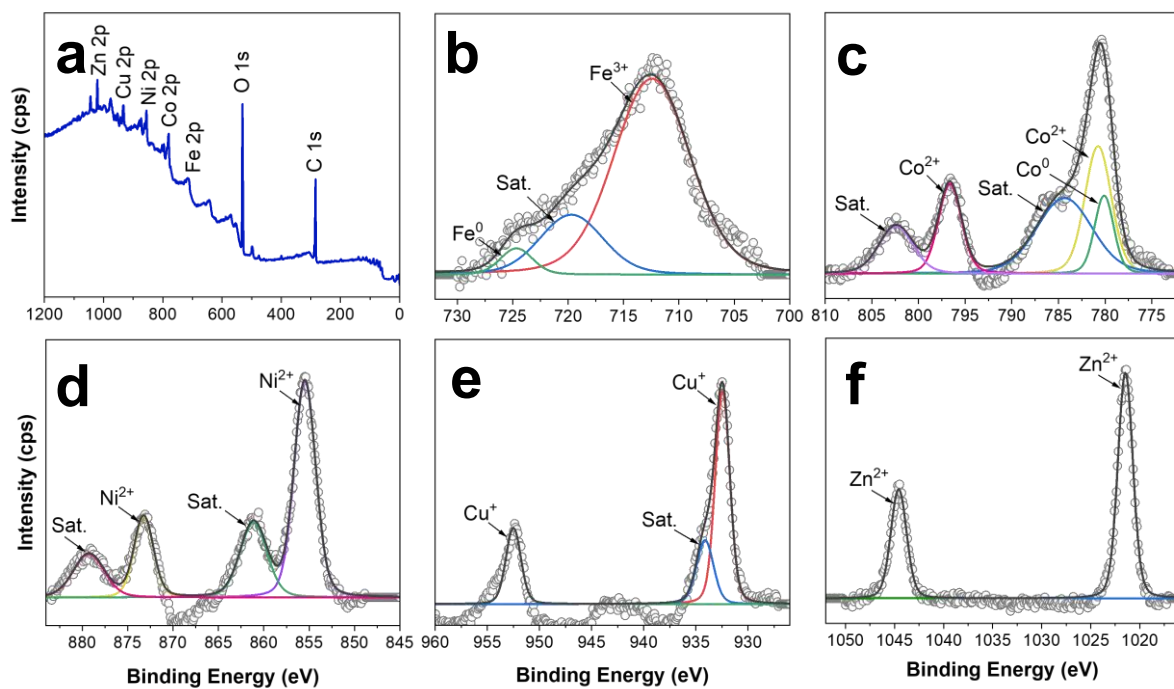 a
Zn 2p
Cu 2p
Ni 2p
Co 2p
Fe 2p
O 1s
C 1s
Intensity (cps)
1200 1000 800 600 400 200 0
b
Fe³⁺
Sat.
Fe⁰
730 725 720 715 710 705 700
c
Co²⁺
Co⁰
Sat.
Co²⁺
Sat.
810 805 800 795 790 785 780 775
d
Ni²⁺
Sat.
Ni²⁺
Sat.
Intensity (cps)
880 875 870 865 860 855 850 845
Binding Energy (eV)
e
Cu⁺
Sat.
Cu⁺
960 955 950 945 940 935 930
Binding Energy (eV)
f
Zn²⁺
Zn²⁺
1050 1045 1040 1035 1030 1025 1020
Binding Energy (eV)